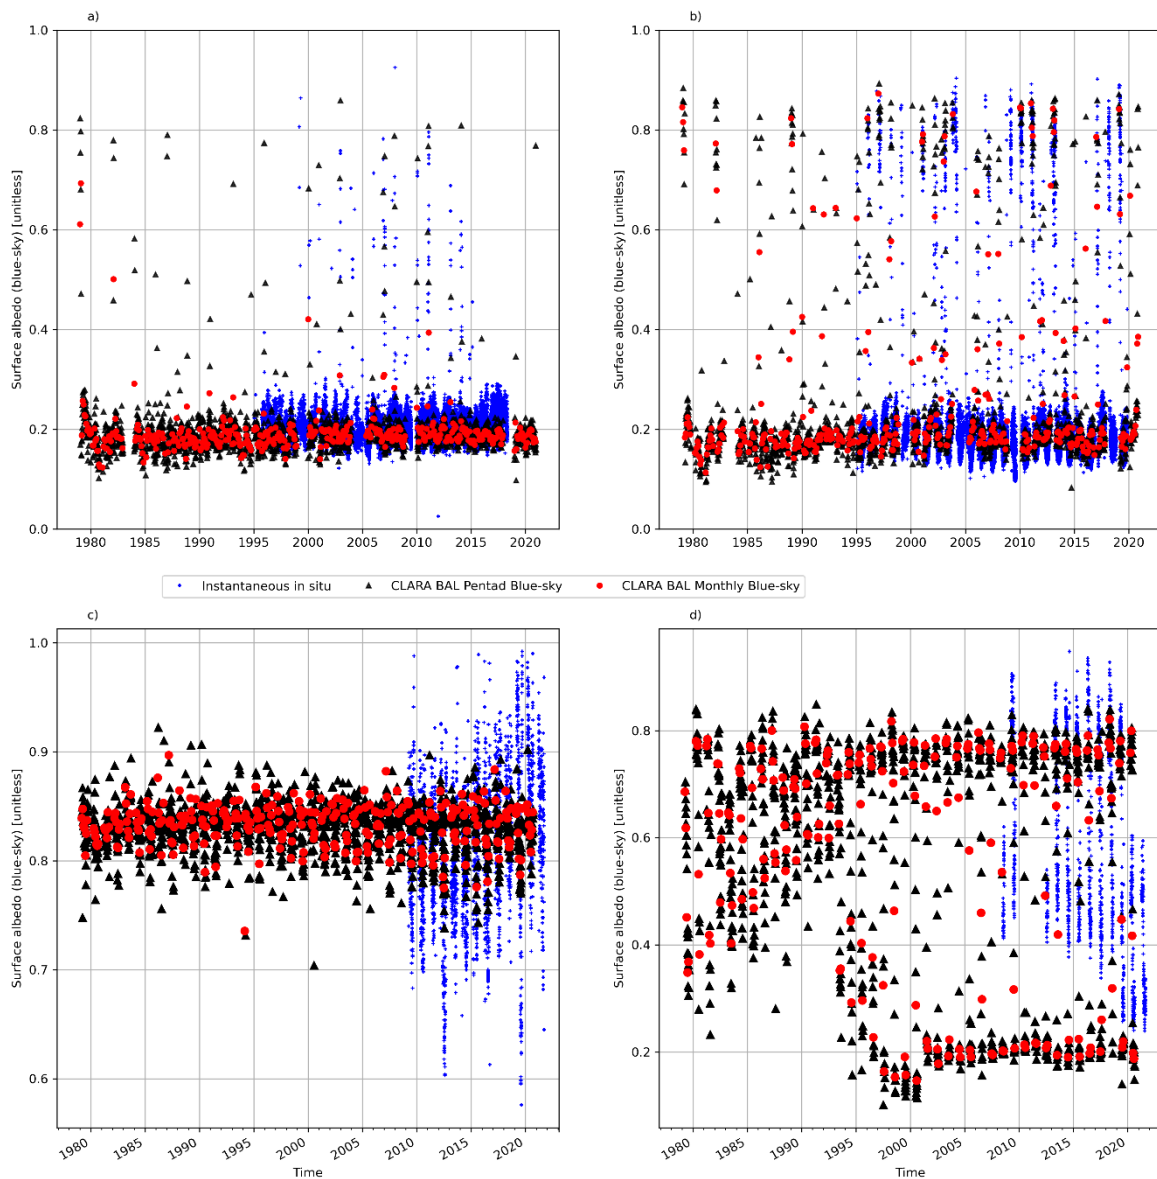 a)
b)
1.0
0.8
0.6
0.4
0.2
0.0
Surface albedo (blue-sky) [unitless]
1980 1985 1990 1995 2000 2005 2010 2015 2020
1.0
0.8
0.6
0.4
0.2
0.0
Surface albedo (blue-sky) [unitless]
1980 1985 1990 1995 2000 2005 2010 2015 2020
Instantaneous in situ CLARA BAL Pentad Blue-sky CLARA BAL Monthly Blue-sky
c)
d)
1.0
0.9
0.8
0.7
0.6
Surface albedo (blue-sky) [unitless]
1980 1985 1990 1995 2000 2005 2010 2015 2020
Time
0.8
0.6
0.4
0.2
Surface albedo (blue-sky) [unitless]
1980 1985 1990 1995 2000 2005 2010 2015 2020
Time